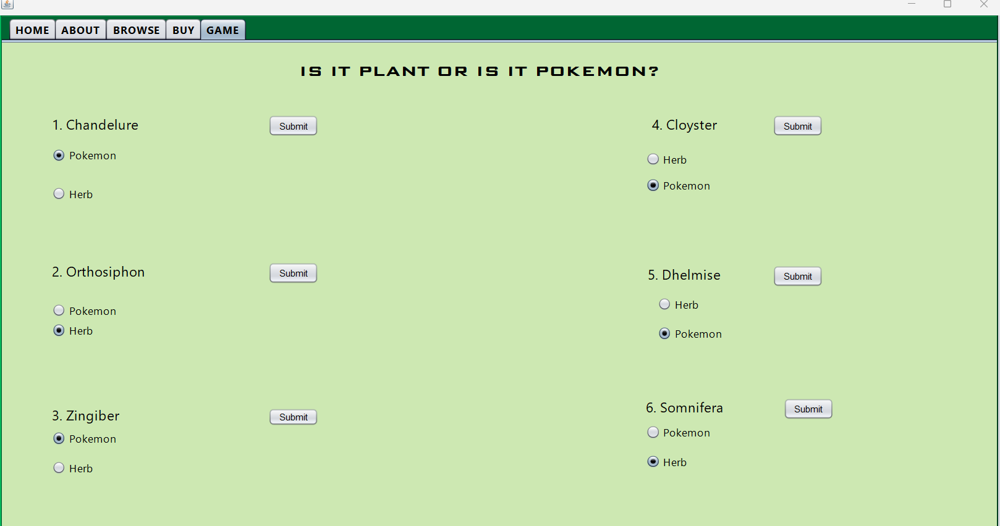 HOME ABOUT BROWSE BUY GAME
IS IT PLANT OR IS IT POKEMON?
1. Chandelure Submit
Pokemon
Herb
2. Orthosiphon Submit
Pokemon
Herb
3. Zingiber Submit
Pokemon
Herb
4. Cloyster Submit
Herb
Pokemon
5. Dhelmise Submit
Herb
Pokemon
6. Somnifera Submit
Pokemon
Herb